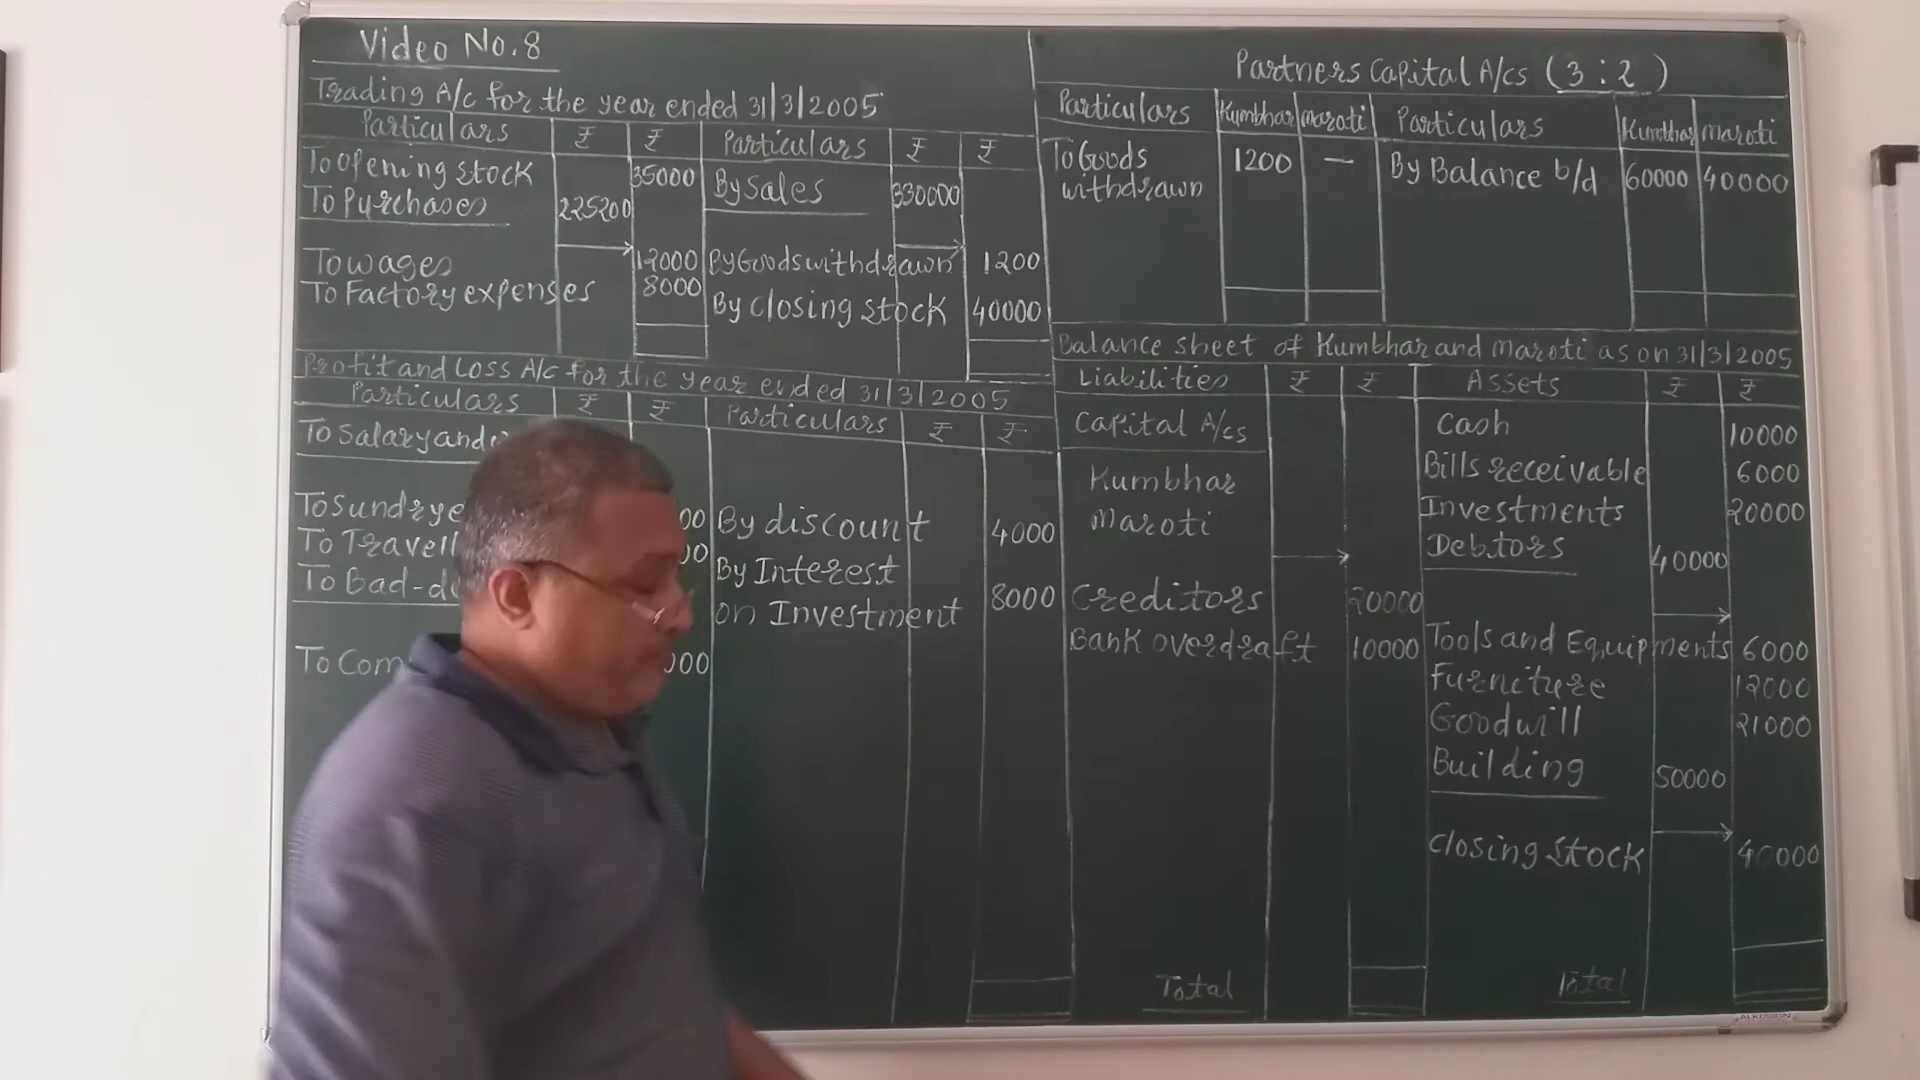 Video No. 8
Trading A/c for the year ended 31/3/2005
Particulars ₹ ₹ Particulars ₹ ₹
To Opening Stock 35000 By Sales 330000
To Purchases 225200
To wages 12000 By Goods withdrawn 1200
To Factory expenses 8000 By Closing Stock 40000
Profit and Loss A/c for the year ended 31/3/2005
Particulars ₹ ₹ Particulars ₹ ₹
To Salary and
To Sundry By discount 4000
To By Interest
To Bad- on Investment 8000
To
Partners Capital A/cs (3 : 2)
Particulars Kumbhar maroti Particulars Kumbhar maroti
To Goods 1200 — By Balance b/d 60000 40000
withdrawn
Balance sheet of Kumbhar and Maroti as on 31/3/2005
Liabilities ₹ ₹ Assets ₹ ₹
Capital A/cs Cash 10000
Kumbhar Bills receivable 6000
Maroti Investments 20000
Debtors 40000
Creditors 20000
Bank overdraft 10000 Tools and Equipments 6000
Furniture 12000
Goodwill 21000
Building 50000
Closing Stock 40000
Total Total
ALKOSIGN